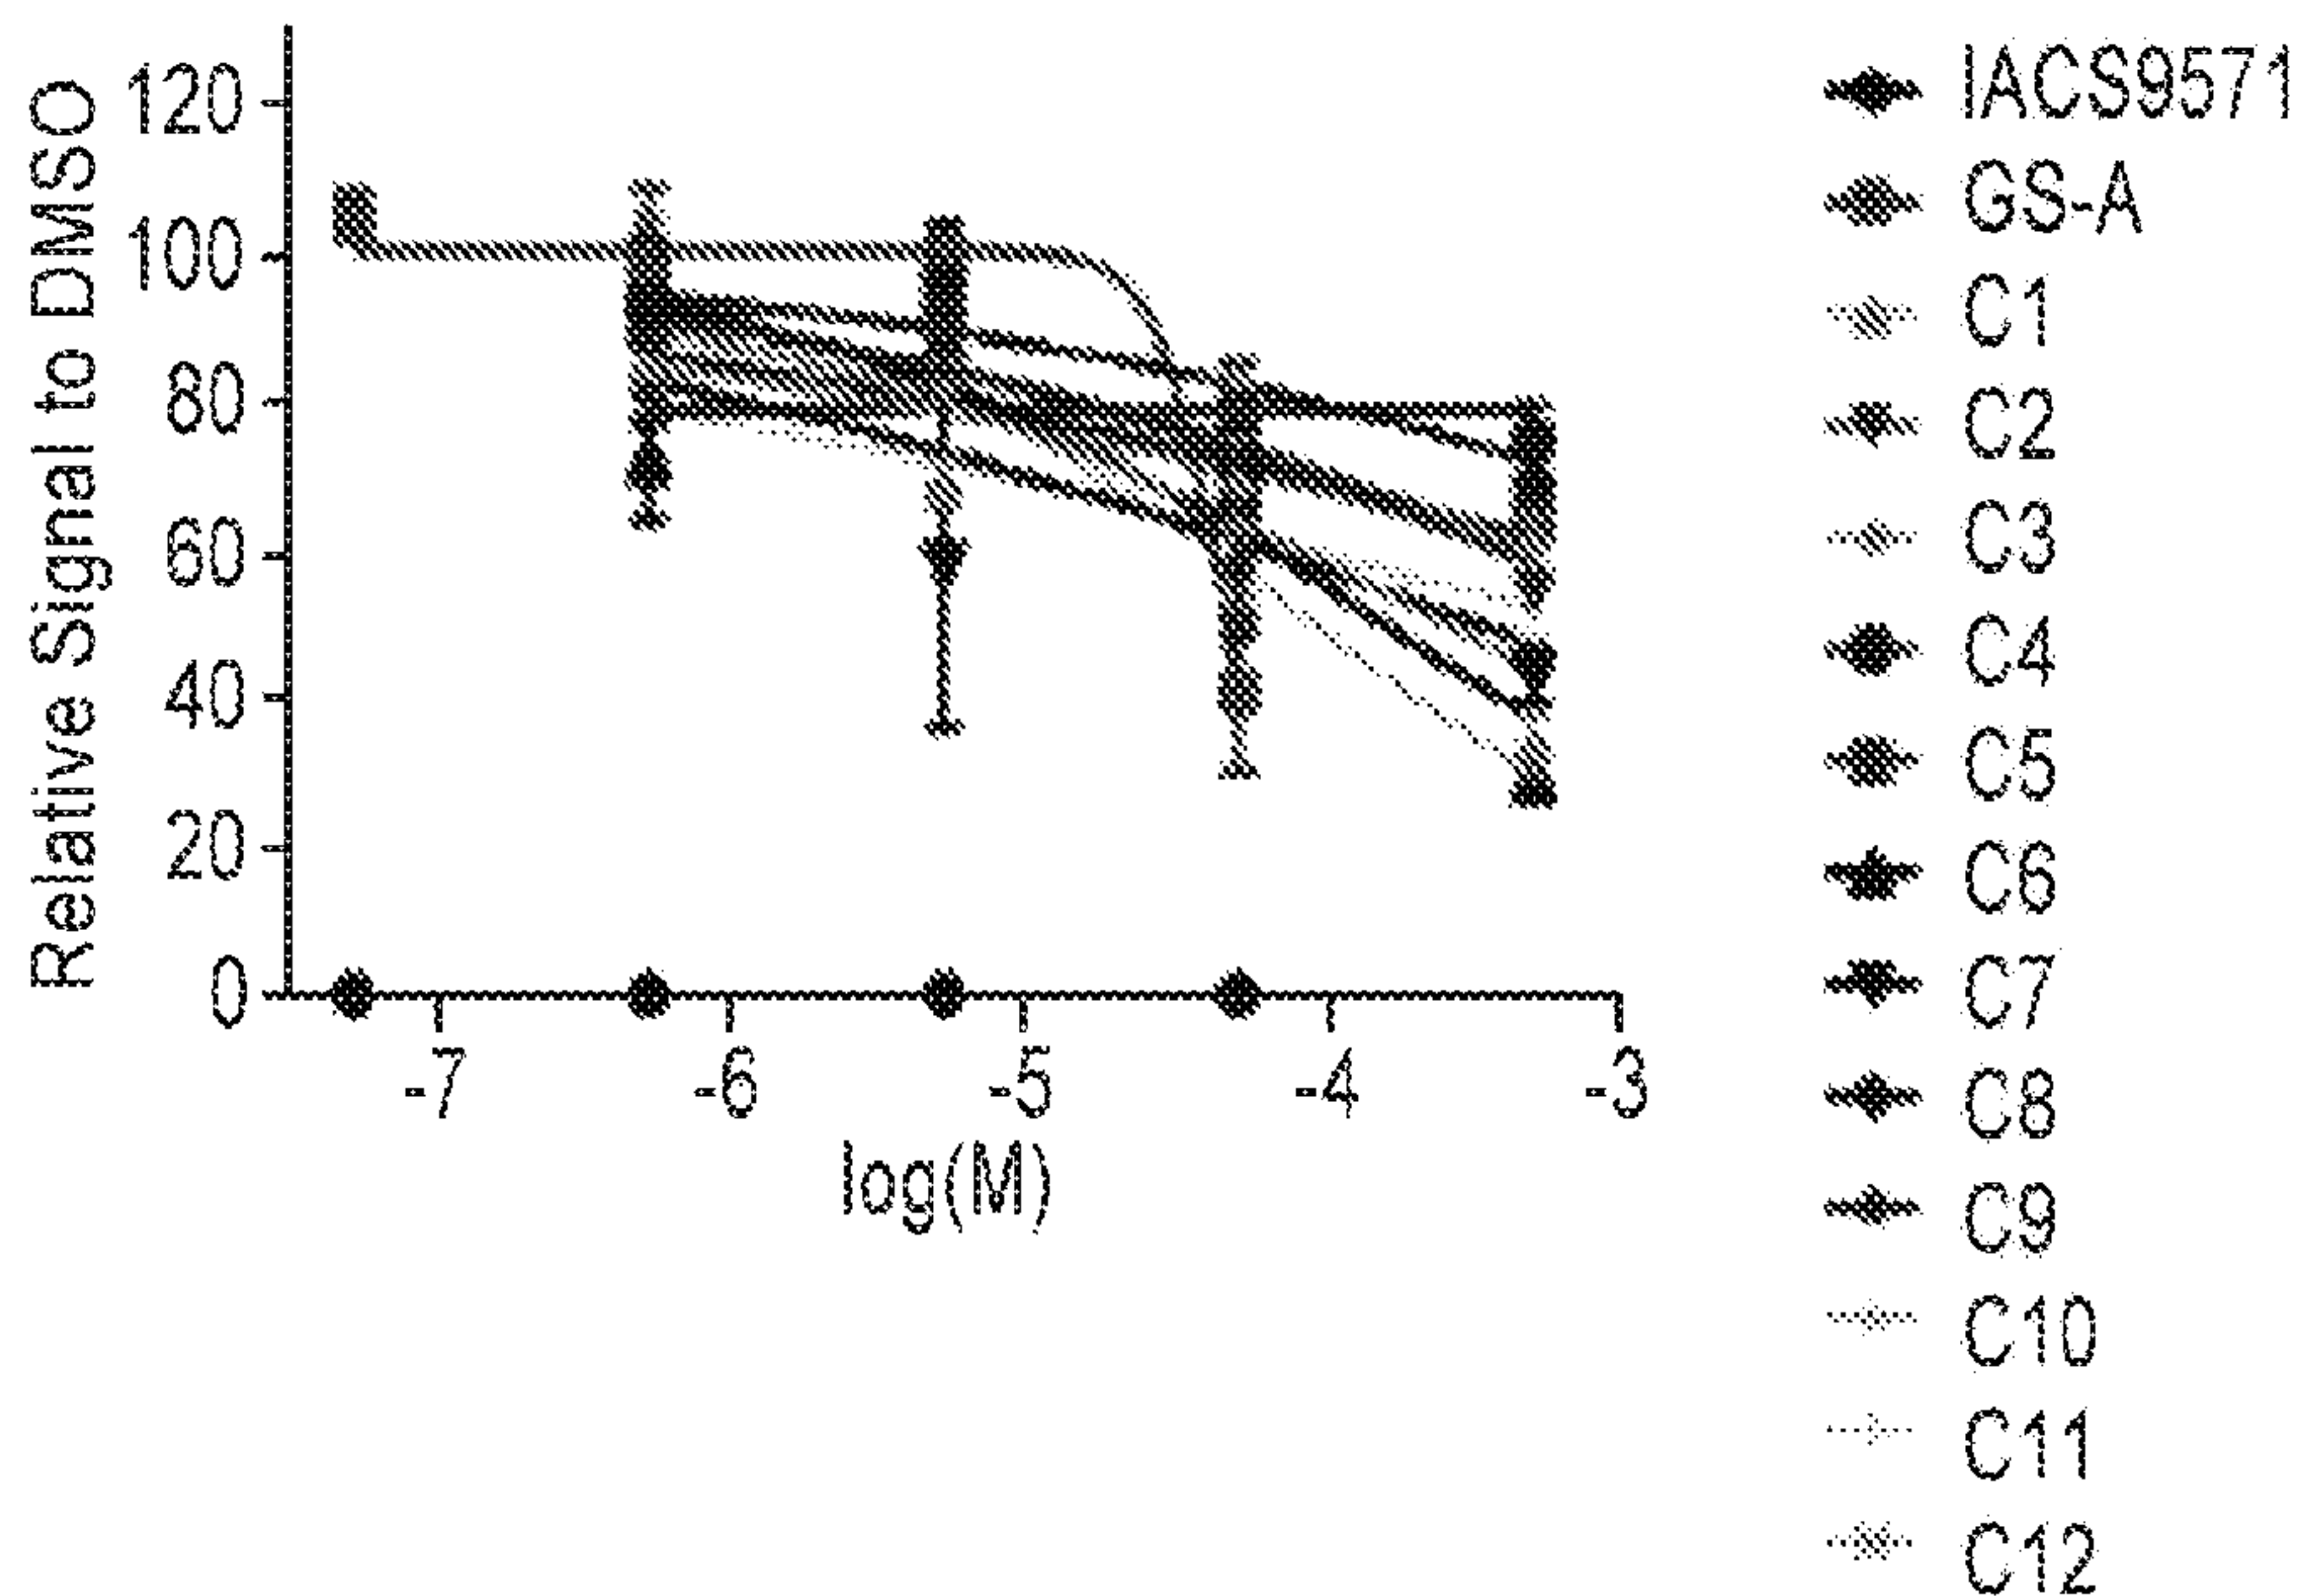 Relative Signal to DMSO
120
100
80
60
40
20
0
-7
-6
-5
-4
-3
log(M)
IACS9571
GS-A
C1
C2
C3
C4
C5
C6
C7
C8
C9
C10
C11
C12